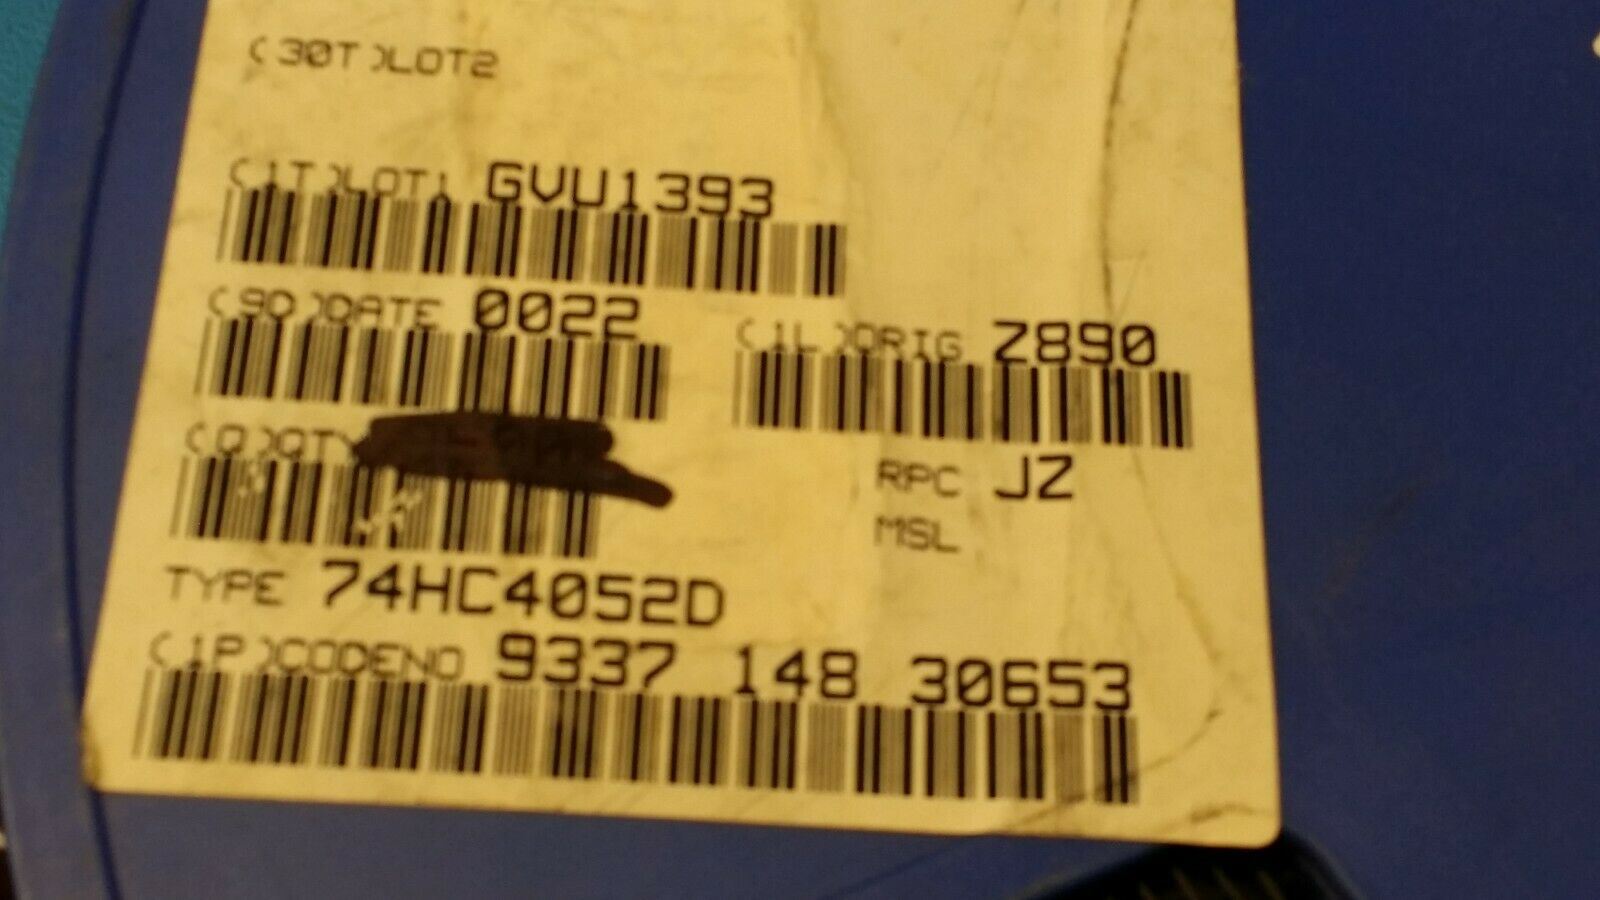 (30T)LOT2
(1T)LOT1 GVU1393
(9D)DATE 0022
(1L)ORIG Z890
(Q)QTY
RPC JZ
MSL
TYPE 74HC4052D
(1P)CODENO 9337 148 30653